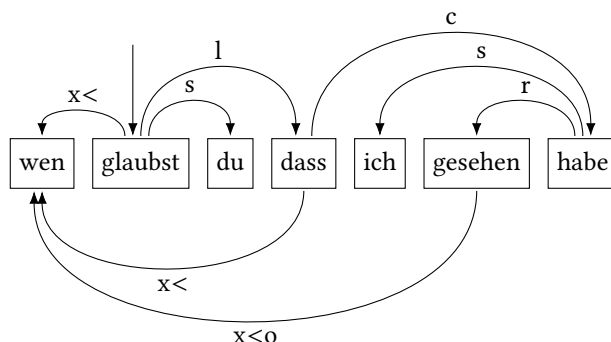 c
l
s
s
x<
r
wen glaubst du dass ich gesehen habe
x<
x<o